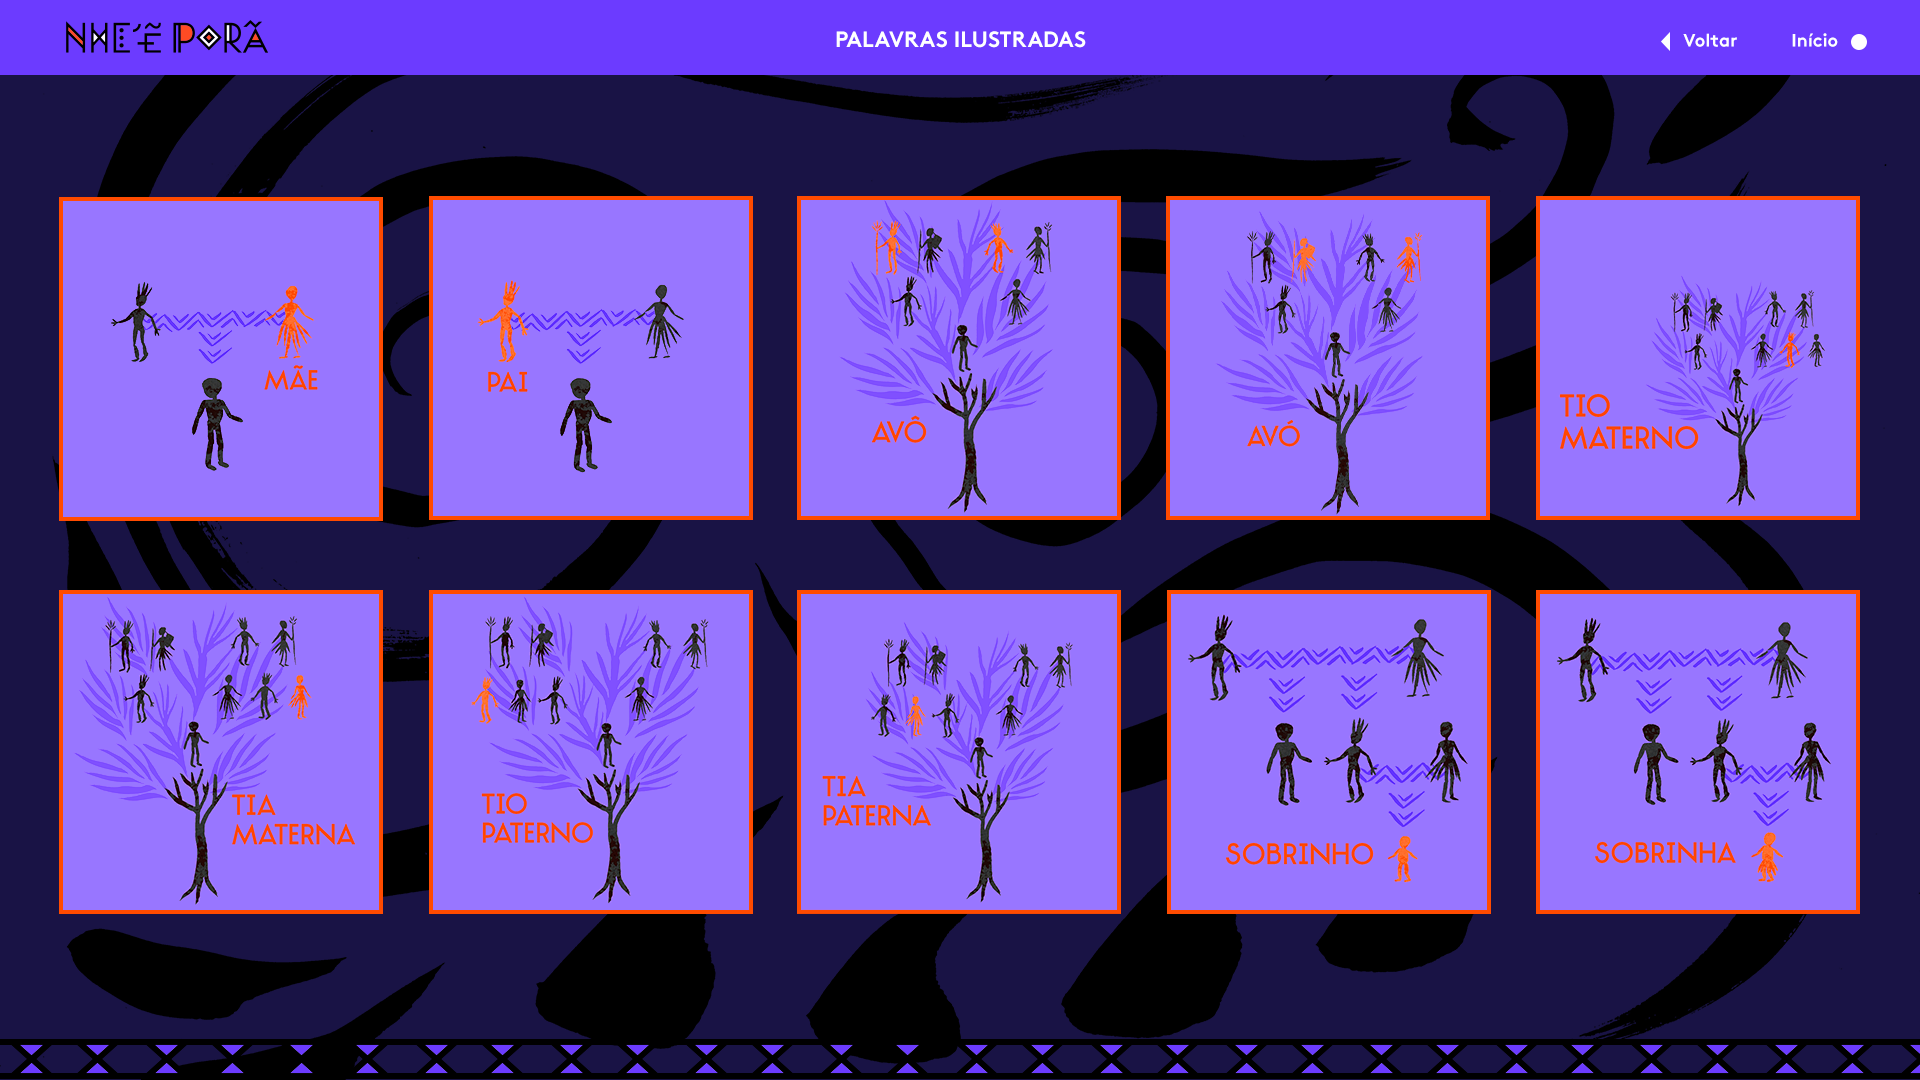 NHE'Ẽ PORÃ
PALAVRAS ILUSTRADAS
Voltar
Início
MÃE
PAI
AVÔ
AVÓ
TIO
MATERNO
TIA
MATERNA
TIO
PATERNO
TIA
PATERNA
SOBRINHO
SOBRINHA